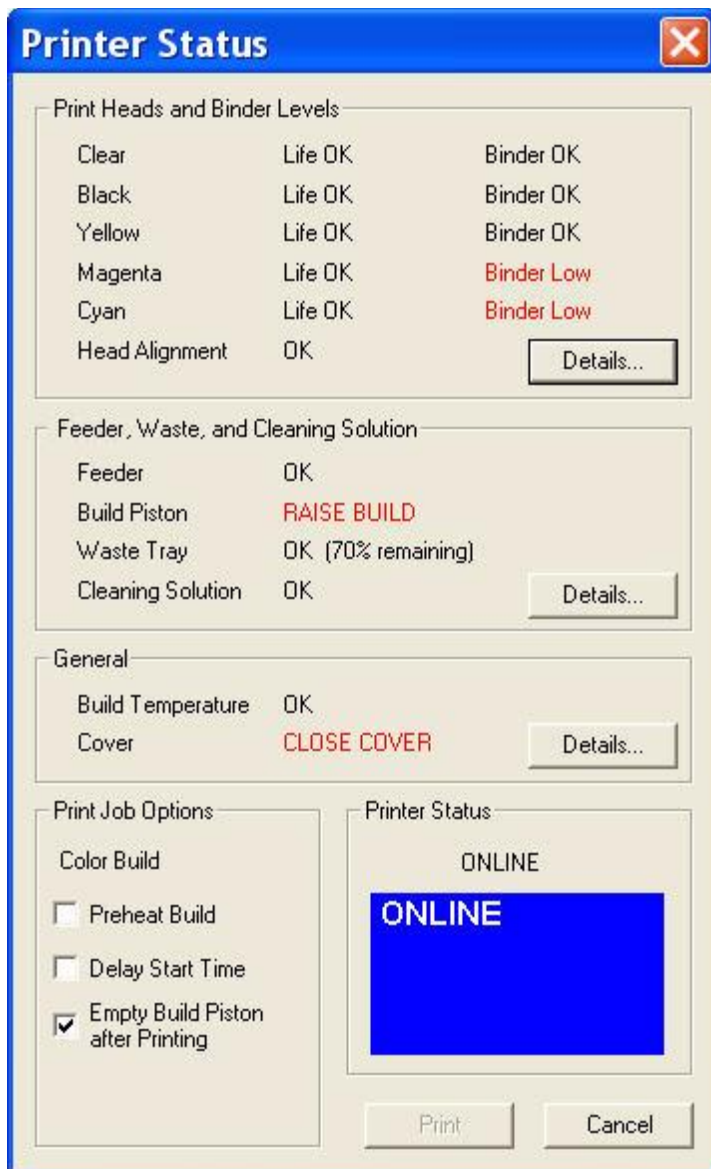 Printer Status
Print Heads and Binder Levels
Clear Life OK Binder OK
Black Life OK Binder OK
Yellow Life OK Binder OK
Magenta Life OK Binder Low
Cyan Life OK Binder Low
Head Alignment OK Details...
Feeder, Waste, and Cleaning Solution
Feeder OK
Build Piston RAISE BUILD
Waste Tray OK (70% remaining)
Cleaning Solution OK Details...
General
Build Temperature OK
Cover CLOSE COVER Details...
Print Job Options
Color Build
Preheat Build
Delay Start Time
Empty Build Piston
after Printing
Printer Status
ONLINE
ONLINE
Print Cancel